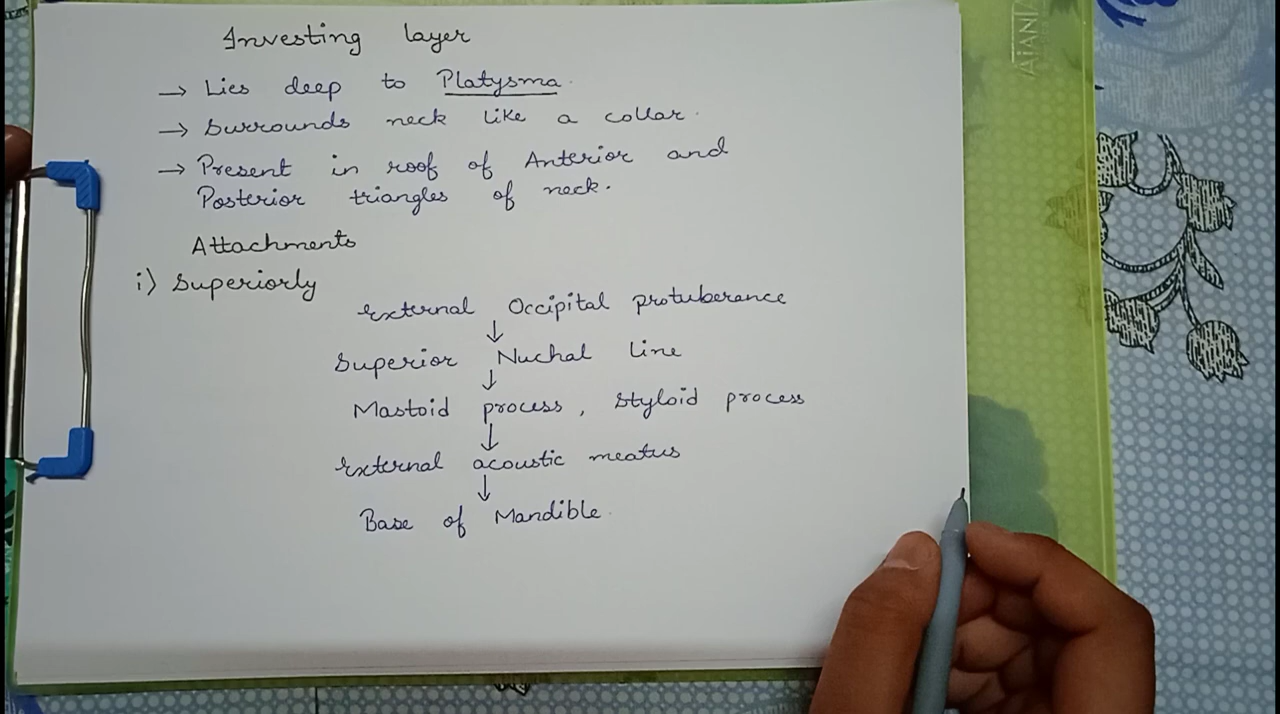 Investing layer
→ Lies deep to Platysma.
→ Surrounds neck like a collar.
→ Present in roof of Anterior and
Posterior triangles of neck.
Attachments
i) Superiorly
External Occipital protuberance
↓
Superior Nuchal line
↓
Mastoid process, Styloid process
↓
External acoustic meatus
↓
Base of Mandible.